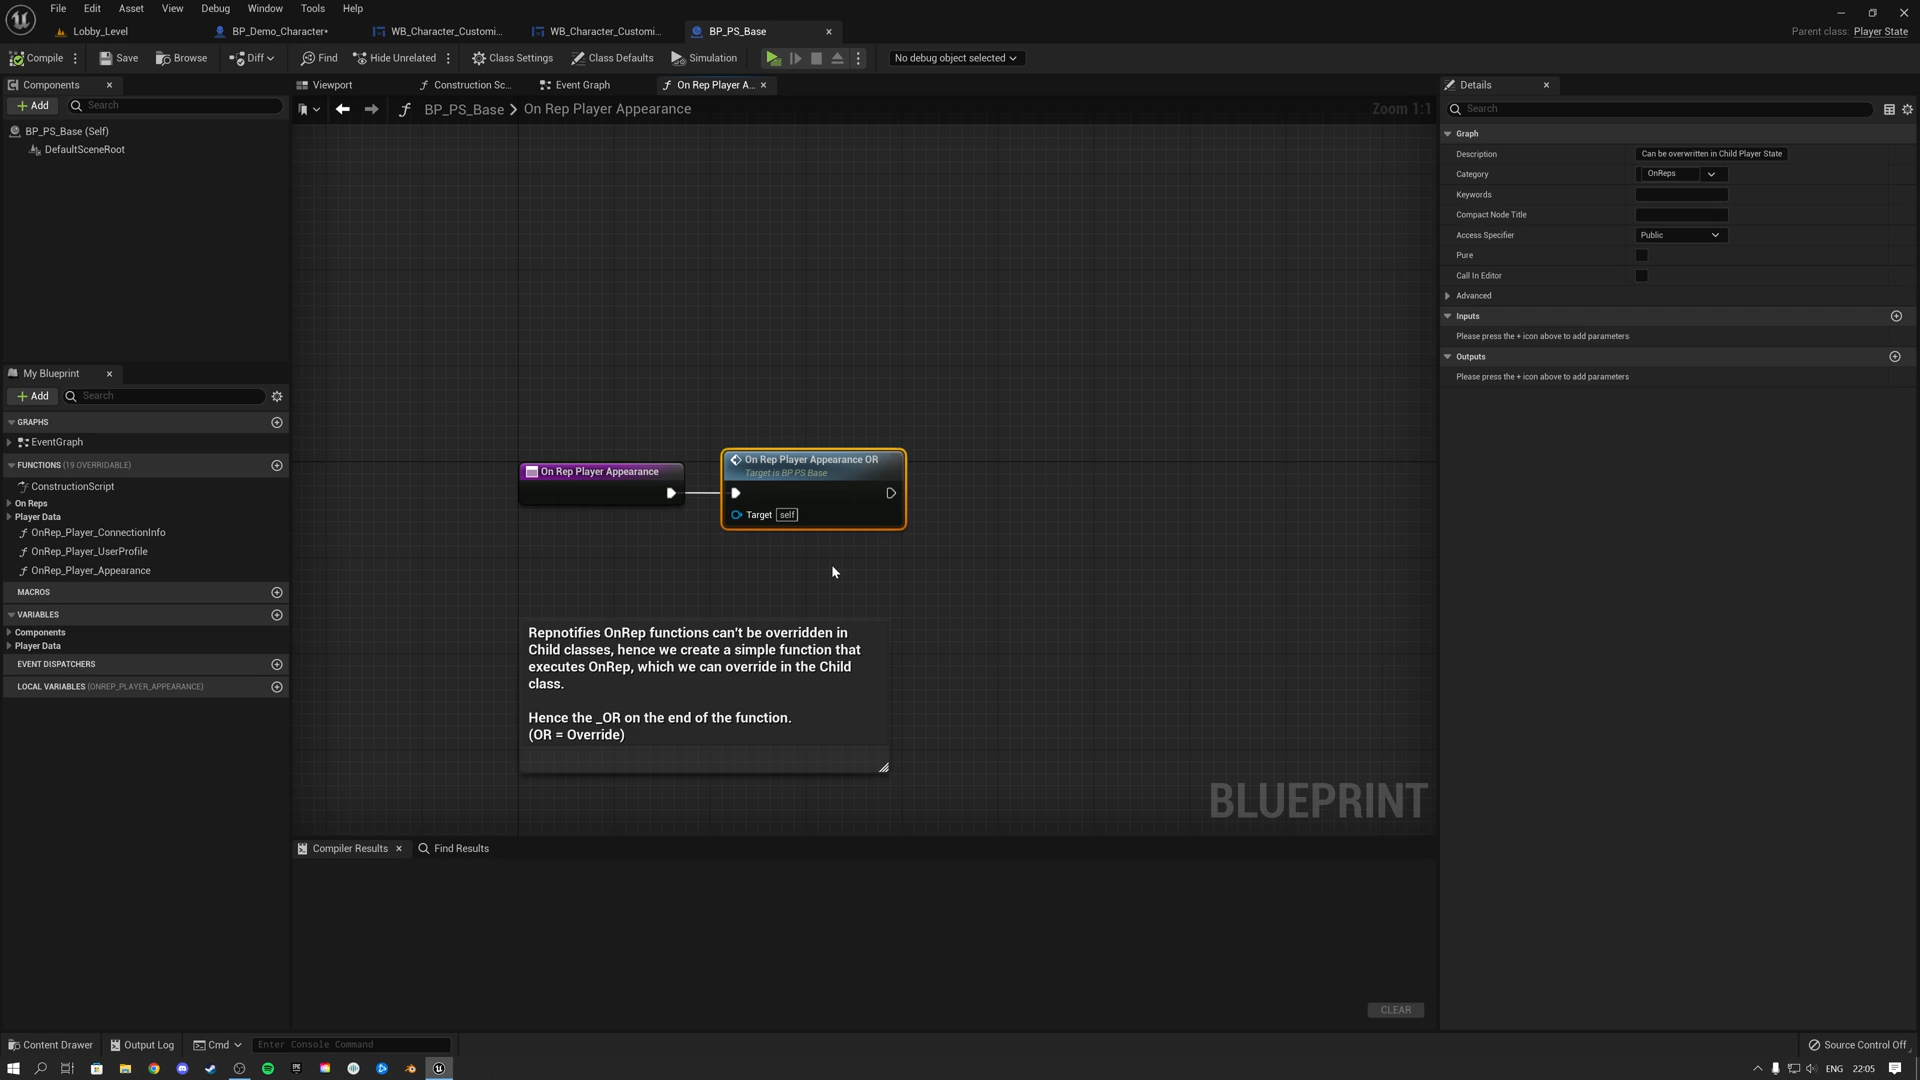 File Edit Asset View Debug Window Tools Help
Lobby_Level BP_Demo_Character* WB_Character_Customi... WB_Character_Customi... BP_PS_Base
Parent class: Player State
Compile Save Browse Diff Find Hide Unrelated Class Settings Class Defaults Simulation No debug object selected
Components
Add Search
BP_PS_Base (Self)
DefaultSceneRoot
My Blueprint
Add Search
GRAPHS
EventGraph
FUNCTIONS (19 OVERRIDABLE)
ConstructionScript
On Reps
Player Data
OnRep_Player_ConnectionInfo
OnRep_Player_UserProfile
OnRep_Player_Appearance
MACROS
VARIABLES
Components
Player Data
EVENT DISPATCHERS
LOCAL VARIABLES (ONREP_PLAYER_APPEARANCE)
Viewport Construction Sc... Event Graph On Rep Player A...
BP_PS_Base > On Rep Player Appearance
Zoom 1:1
On Rep Player Appearance
On Rep Player Appearance OR
Target is BP PS Base
Target self
Repnotifies OnRep functions can't be overridden in
Child classes, hence we create a simple function that
executes OnRep, which we can override in the Child
class.
Hence the _OR on the end of the function.
(OR = Override)
BLUEPRINT
Compiler Results Find Results
CLEAR
Details
Search
Graph
Description Can be overwritten in Child Player State
Category OnReps
Keywords
Compact Node Title
Access Specifier Public
Pure
Call In Editor
Advanced
Inputs
Please press the + icon above to add parameters
Outputs
Please press the + icon above to add parameters
Content Drawer Output Log Cmd Enter Console Command
Source Control Off
ENG 22:05